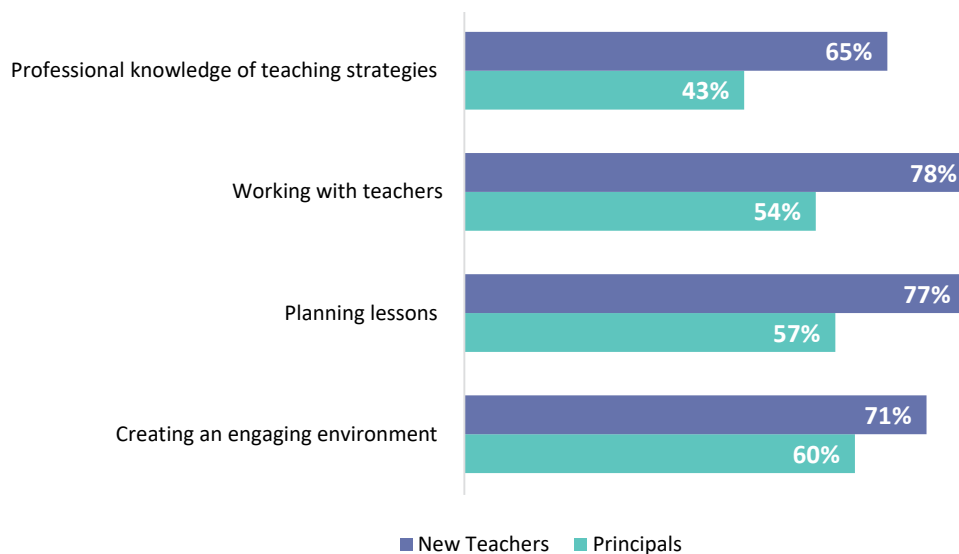 65%
Professional knowledge of teaching strategies
43%
78%
Working with teachers
54%
77%
Planning lessons
57%
71%
Creating an engaging environment
60%
New Teachers Principals